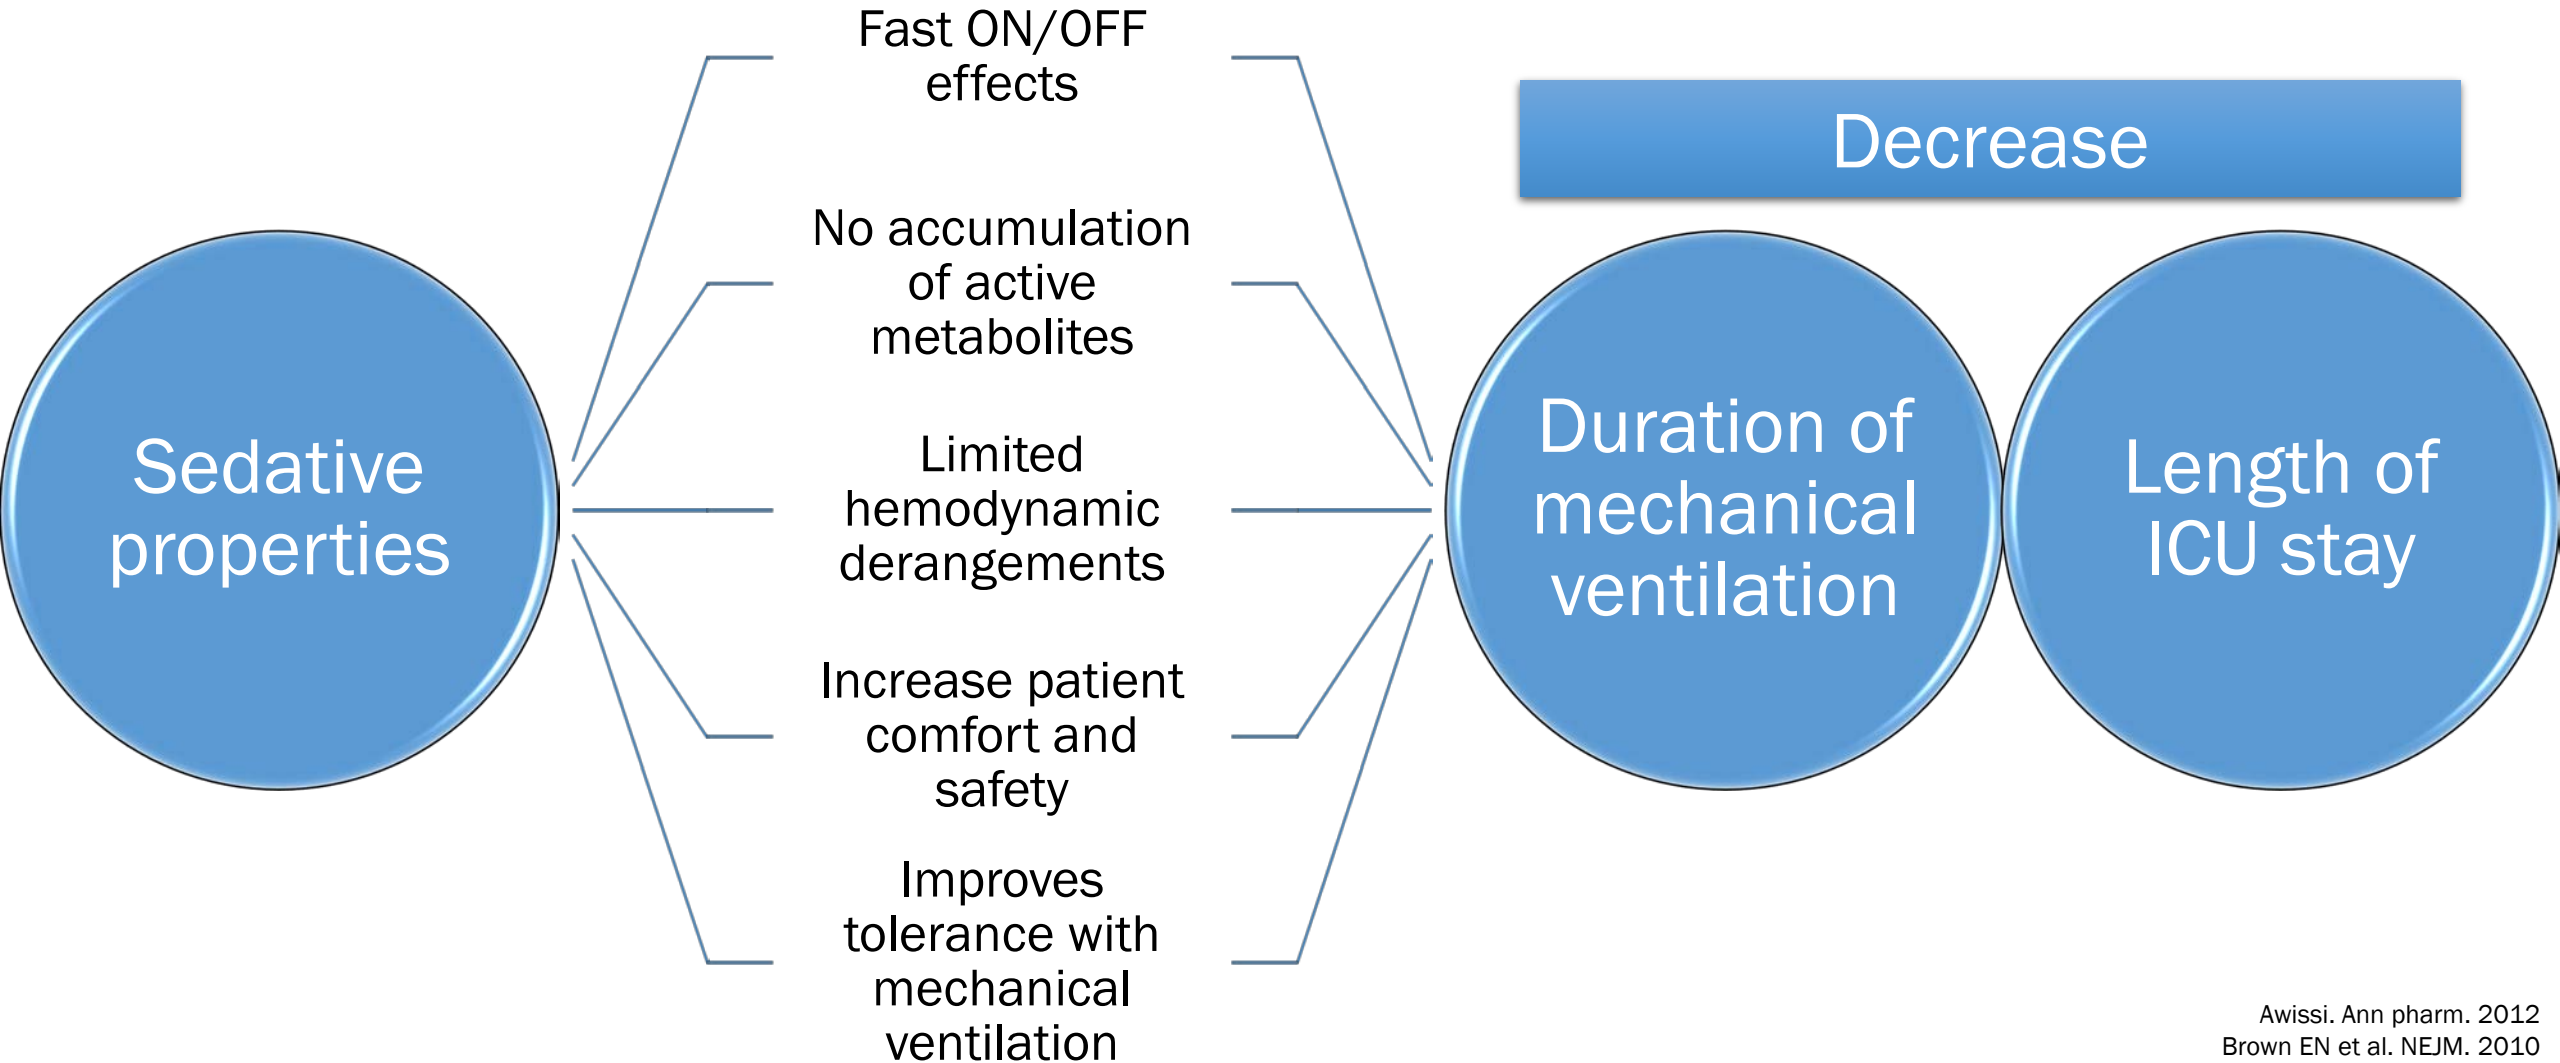 Sedative
properties
Fast ON/OFF
effects
No accumulation
of active
metabolites
Limited
hemodynamic
derangements
Increase patient
comfort and
safety
Improves
tolerance with
mechanical
ventilation
Decrease
Duration of
mechanical
ventilation
Length of
ICU stay
Awissi. Ann pharm. 2012
Brown EN et al. NEJM. 2010